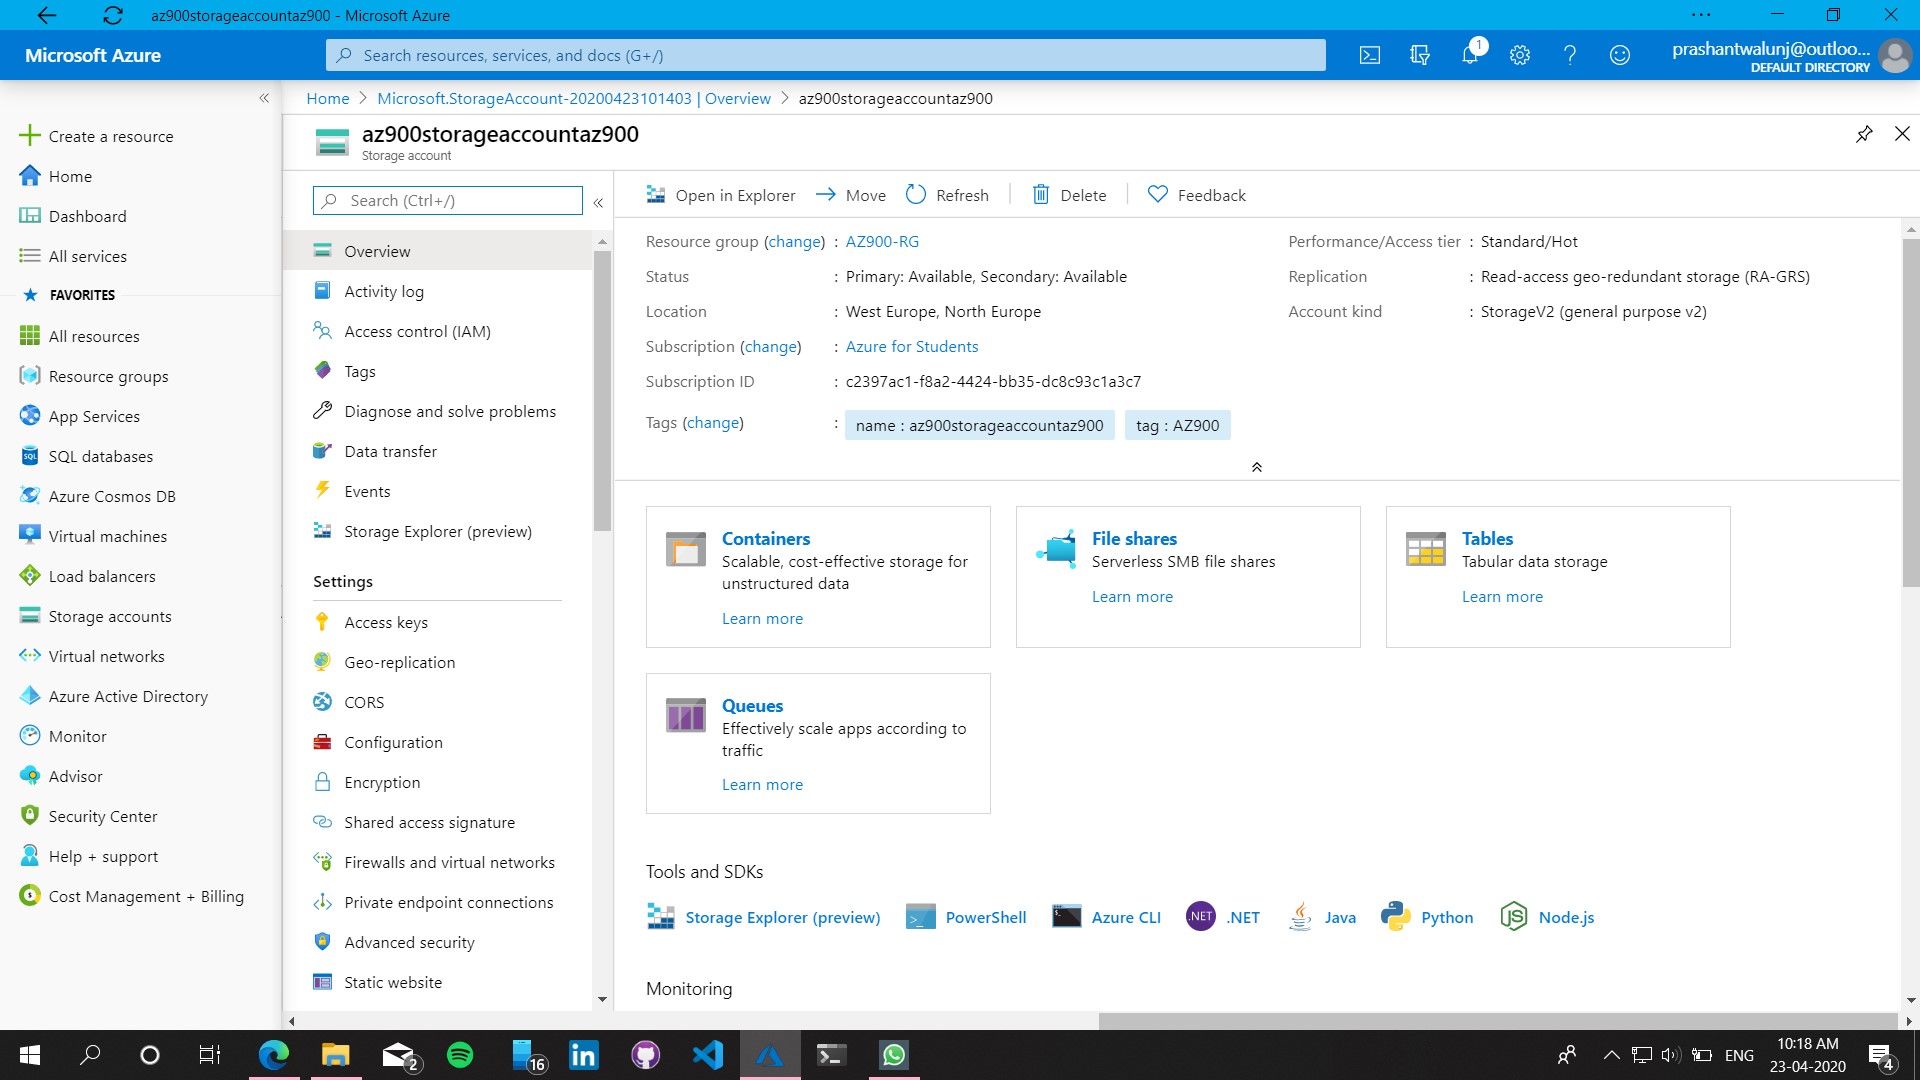 az900storageaccountaz900 - Microsoft Azure
Microsoft Azure
Search resources, services, and docs (G+/)
1
prashantwalunj@outloo...
DEFAULT DIRECTORY
Home > Microsoft.StorageAccount-20200423101403 | Overview > az900storageaccountaz900
Create a resource
Home
Dashboard
All services
FAVORITES
All resources
Resource groups
App Services
SQL databases
Azure Cosmos DB
Virtual machines
Load balancers
Storage accounts
Virtual networks
Azure Active Directory
Monitor
Advisor
Security Center
Help + support
Cost Management + Billing
az900storageaccountaz900
Storage account
Search (Ctrl+/)
Overview
Activity log
Access control (IAM)
Tags
Diagnose and solve problems
Data transfer
Events
Storage Explorer (preview)
Settings
Access keys
Geo-replication
CORS
Configuration
Encryption
Shared access signature
Firewalls and virtual networks
Private endpoint connections
Advanced security
Static website
Open in Explorer Move Refresh Delete Feedback
Resource group (change) : AZ900-RG
Status : Primary: Available, Secondary: Available
Location : West Europe, North Europe
Subscription (change) : Azure for Students
Subscription ID : c2397ac1-f8a2-4424-bb35-dc8c93c1a3c7
Tags (change) : name : az900storageaccountaz900 tag : AZ900
Performance/Access tier : Standard/Hot
Replication : Read-access geo-redundant storage (RA-GRS)
Account kind : StorageV2 (general purpose v2)
Containers
Scalable, cost-effective storage for
unstructured data
Learn more
File shares
Serverless SMB file shares
Learn more
Tables
Tabular data storage
Learn more
Queues
Effectively scale apps according to
traffic
Learn more
Tools and SDKs
Storage Explorer (preview) PowerShell Azure CLI .NET .NET Java Python Node.js
Monitoring
2
16
ENG
10:18 AM
23-04-2020
4